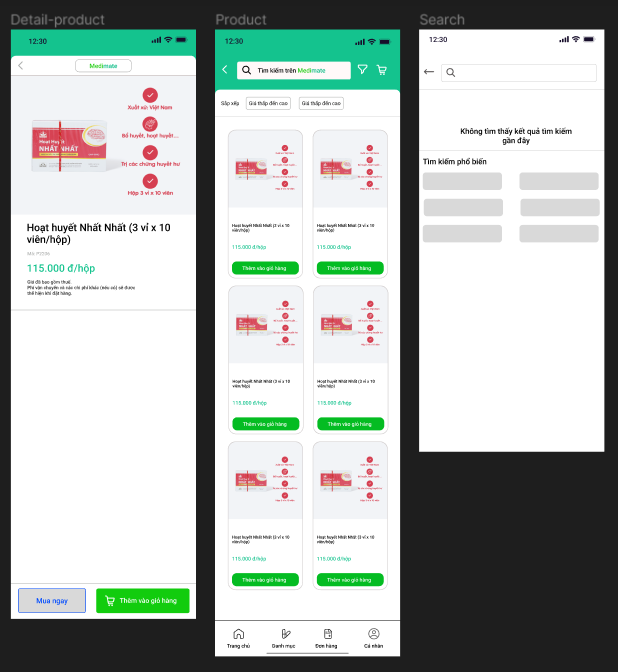 Detail-product
12:30
Medimate
Xuất xứ: Việt Nam
Bổ huyết, hoạt huyết...
Trị các chứng huyết hư
Hộp 3 vỉ x 10 viên
Hoạt huyết
NHẤT NHẤT
Hoạt huyết Nhất Nhất (3 vỉ x 10
viên/hộp)
115.000 đ/hộp
Giá đã bao gồm thuế.
Phí vận chuyển và các chi phí khác (nếu có) sẽ được
thể hiện khi đặt hàng.
Mua ngay
Thêm vào giỏ hàng
Product
12:30
Tìm kiếm trên Medimate
Sắp xếp
Giá thấp đến cao
Giá thấp đến cao
Hoạt huyết Nhất Nhất (3 vỉ x 10
viên/hộp)
115.000 đ/hộp
Thêm vào giỏ hàng
Hoạt huyết Nhất Nhất (3 vỉ x 10
viên/hộp)
115.000 đ/hộp
Thêm vào giỏ hàng
Hoạt huyết Nhất Nhất (3 vỉ x 10
viên/hộp)
115.000 đ/hộp
Thêm vào giỏ hàng
Hoạt huyết Nhất Nhất (3 vỉ x 10
viên/hộp)
115.000 đ/hộp
Thêm vào giỏ hàng
Hoạt huyết Nhất Nhất (3 vỉ x 10
viên/hộp)
115.000 đ/hộp
Thêm vào giỏ hàng
Hoạt huyết Nhất Nhất (3 vỉ x 10
viên/hộp)
115.000 đ/hộp
Thêm vào giỏ hàng
Trang chủ
Danh mục
Đơn hàng
Cá nhân
Search
12:30
Không tìm thấy kết quả tìm kiếm
gần đây
Tìm kiếm phổ biến